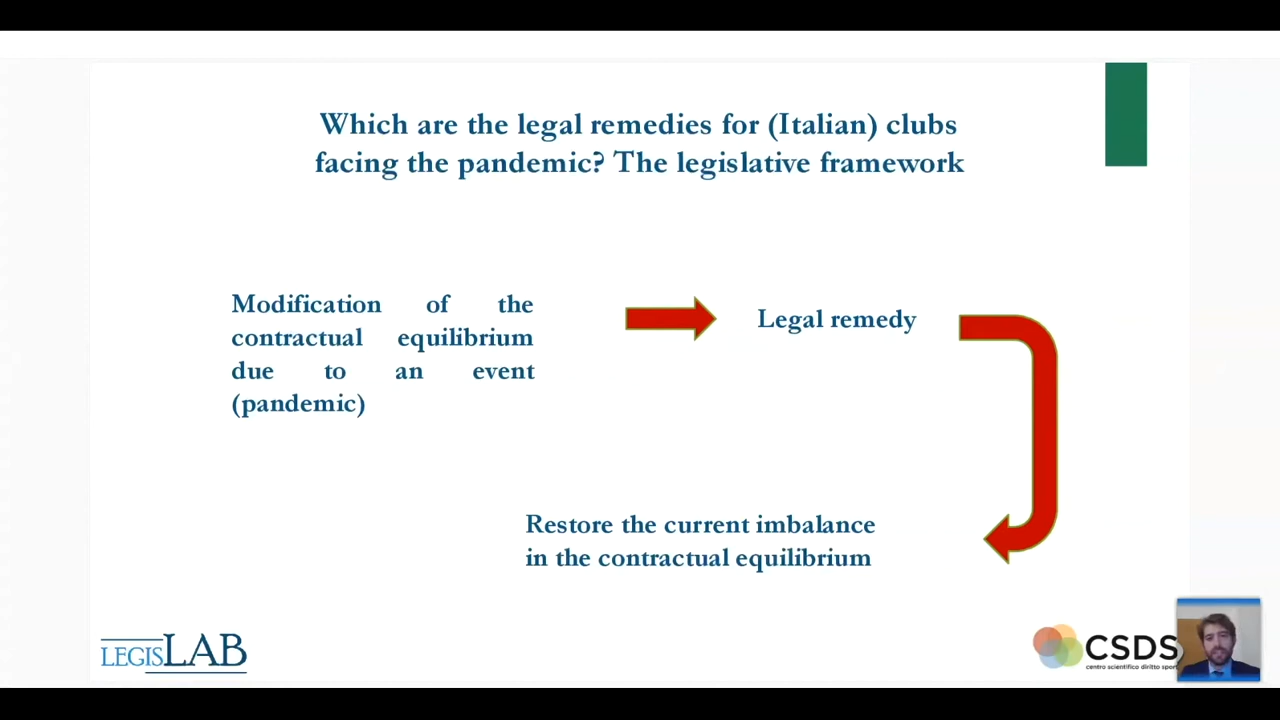 Which are the legal remedies for (Italian) clubs
facing the pandemic? The legislative framework
Modification of the
contractual equilibrium
due to an event
(pandemic)
Legal remedy
Restore the current imbalance
in the contractual equilibrium
LEGISLAB
CSDS
centro scientifico diritto sport